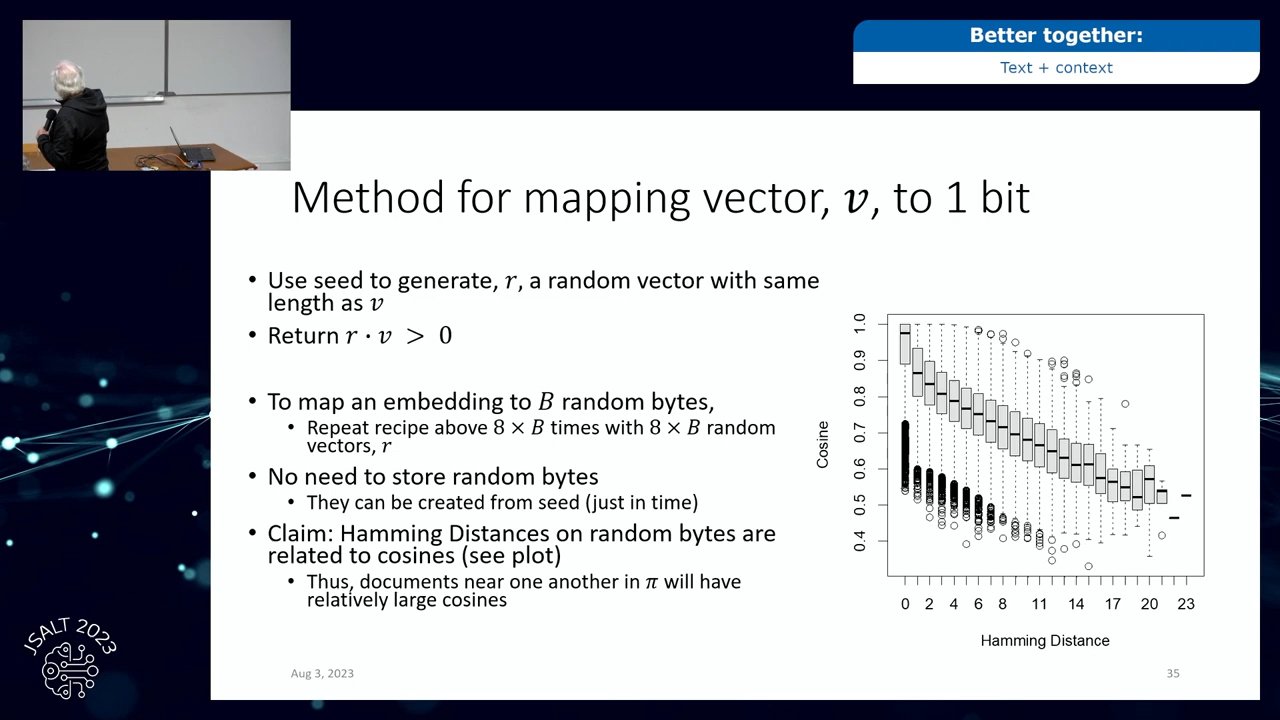 Better together:
Text + context
Method for mapping vector, v, to 1 bit
• Use seed to generate, r, a random vector with same
length as v
• Return r · v > 0
• To map an embedding to B random bytes,
• Repeat recipe above 8 × B times with 8 × B random
vectors, r
• No need to store random bytes
• They can be created from seed (just in time)
• Claim: Hamming Distances on random bytes are
related to cosines (see plot)
• Thus, documents near one another in π will have
relatively large cosines
Cosine
1.0
0.9
0.8
0.7
0.6
0.5
0.4
0 2 4 6 8 11 14 17 20 23
Hamming Distance
JSALT 2023
Aug 3, 2023
35